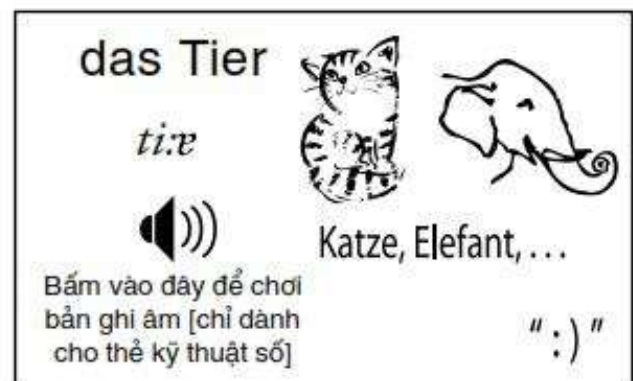 das Tier
ti:ɐ
Katze, Elefant, ...
Bấm vào đây để chơi
bản ghi âm [chỉ dành
cho thẻ kỹ thuật số]
":)"